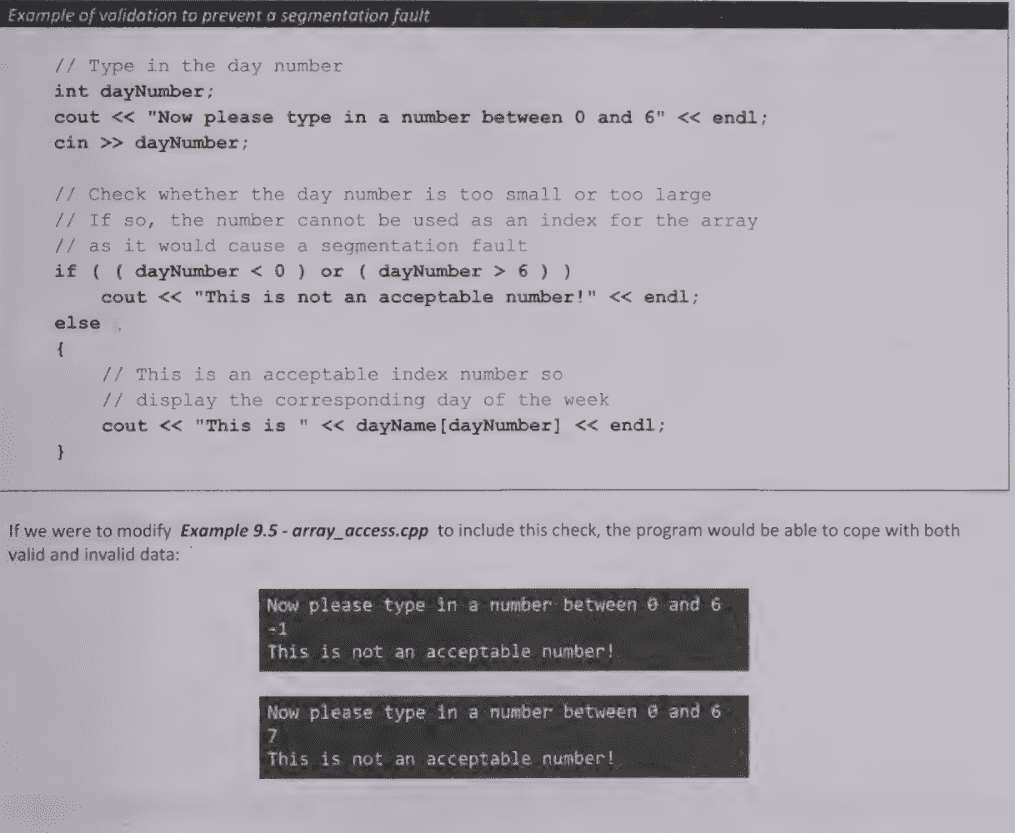 Example of validation to prevent a segmentation fault
// Type in the day number
int dayNumber;
cout << "Now please type in a number between 0 and 6" << endl;
cin >> dayNumber;
// Check whether the day number is too small or too large
// If so, the number cannot be used as an index for the array
// as it would cause a segmentation fault
if ( ( dayNumber < 0 ) or ( dayNumber > 6 ) )
cout << "This is not an acceptable number!" << endl;
else
{
// This is an acceptable index number so
// display the corresponding day of the week
cout << "This is " << dayName[dayNumber] << endl;
}
If we were to modify Example 9.5 - array_access.cpp to include this check, the program would be able to cope with both
valid and invalid data:
Now please type in a number between 0 and 6
-1
This is not an acceptable number!
Now please type in a number between 0 and 6
7
This is not an acceptable number!